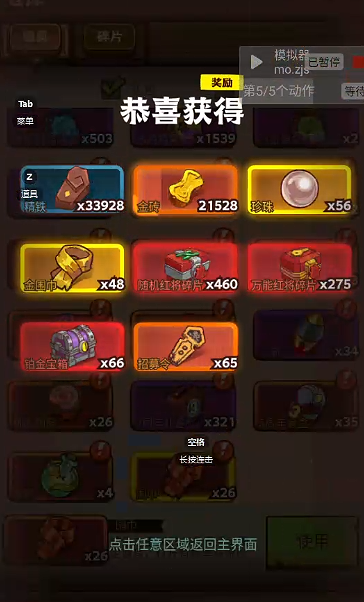 道具
碎片
模拟器
mo.zjs
已暂停
奖励
第5/5个动作
等待
Tab
菜单
恭喜获得
x503
x1539
x2
Z
道具
精铁
x33928
金砖
21528
珍珠
x56
x48
随机红将碎片
x460
万能红将碎片
x275
铂金宝箱
x66
招募令
x65
x34
x26
x321
x35
空格
长按连击
x4
x26
点击任意区域返回主界面
使用
x26